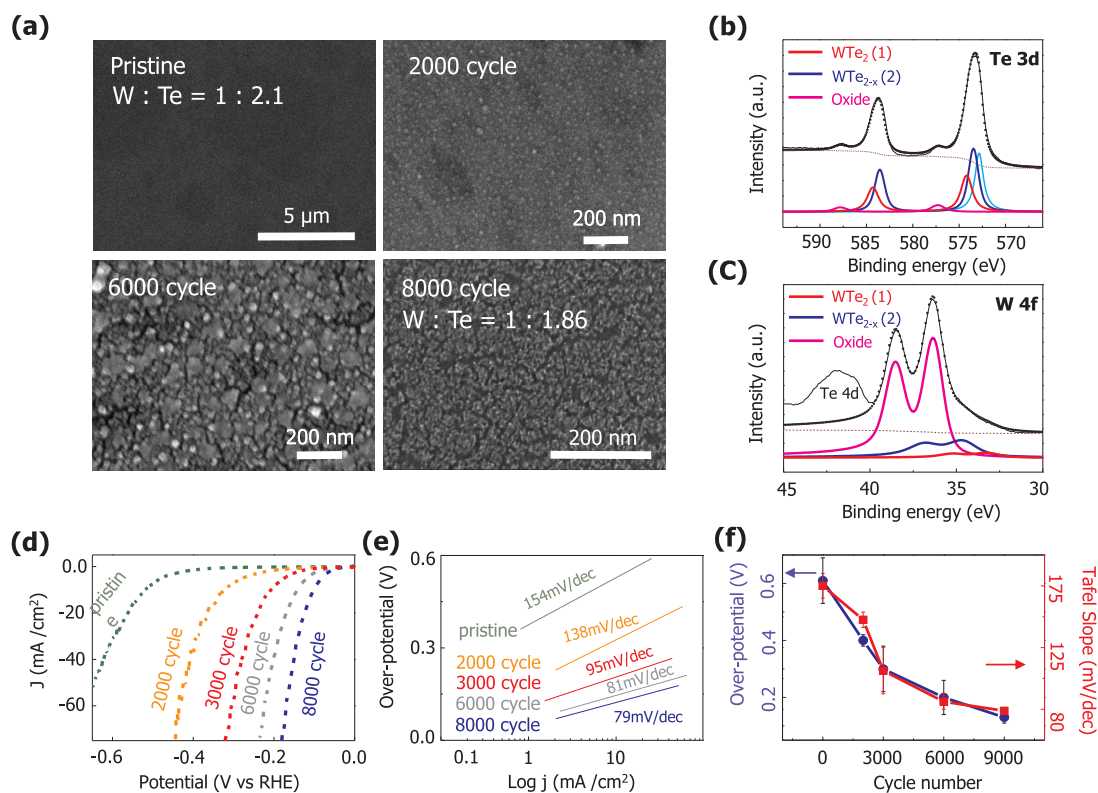 (a)
Pristine
W : Te = 1 : 2.1
5 µm
2000 cycle
200 nm
6000 cycle
200 nm
8000 cycle
W : Te = 1 : 1.86
200 nm
(b)
Te 3d
WTe2 (1)
WTe2-x (2)
Oxide
Intensity (a.u.)
590 580 570
Binding energy (eV)
(C)
W 4f
WTe2 (1)
WTe2-x (2)
Oxide
Te 4d
Intensity (a.u.)
45 40 35 30
Binding energy (eV)
(d)
J (mA /cm2)
0.0
-20
-40
-60
pristin
e
2000 cycle
3000 cycle
6000 cycle
8000 cycle
-0.6 -0.4 -0.2 0.0
Potential (V vs RHE)
(e)
Over-potential (V)
0.6
0.3
0.0
154mV/dec
pristine
138mV/dec
2000 cycle
95mV/dec
3000 cycle
81mV/dec
6000 cycle
79mV/dec
8000 cycle
0.1 1 10
Log j (mA /cm2)
(f)
Over-potential (V)
0.6
0.4
0.2
175
125
80
Tafel Slope
(mV/dec)
0 3000 6000 9000
Cycle number